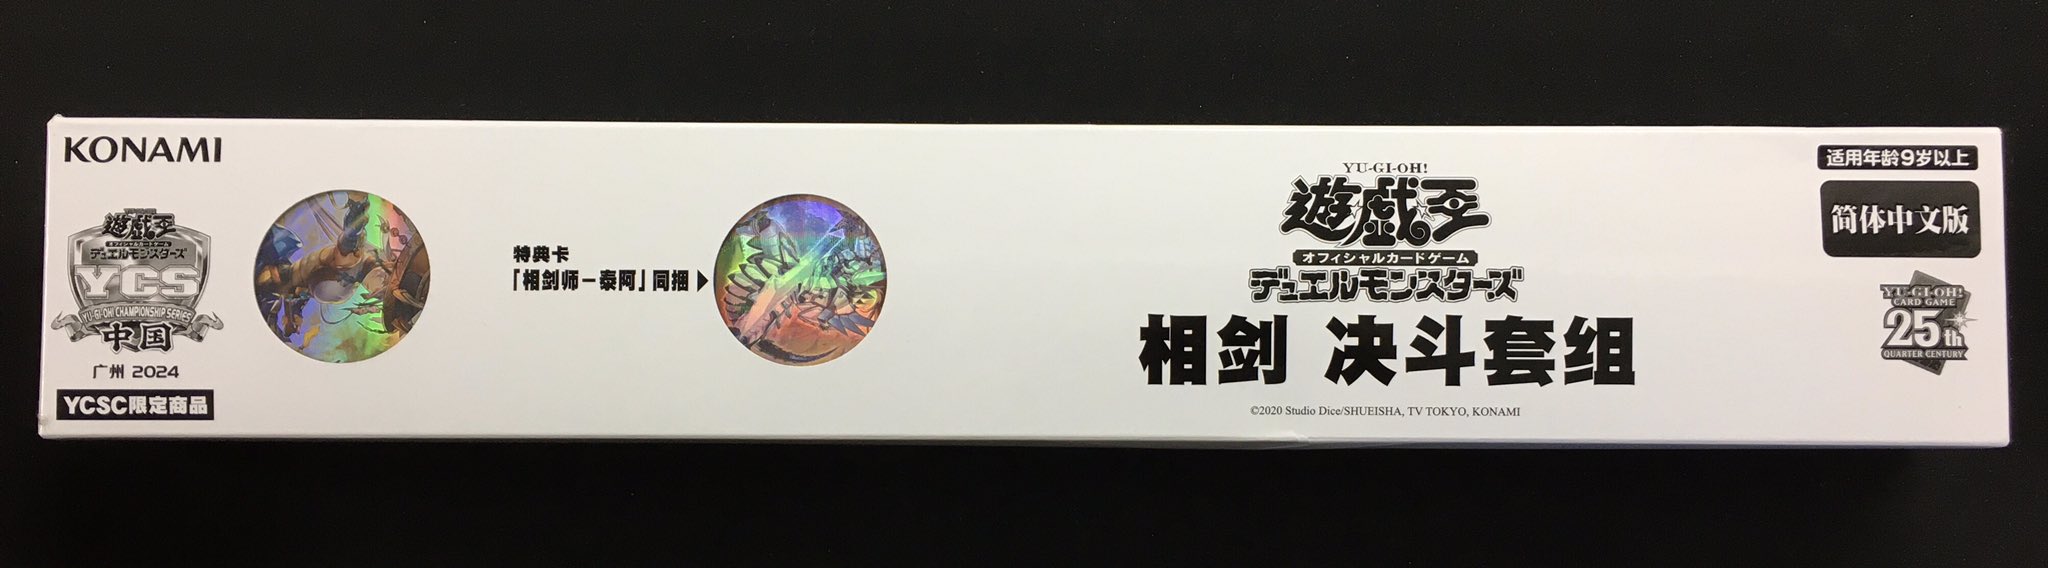 KONAMI
遊戯王
オフィシャルカードゲーム
デュエルモンスターズ
YCS
YU-GI-OH! CHAMPIONSHIP SERIES
中国
广州 2024
YCSC限定商品
特典卡
「相剑师－泰阿」同捆▶
YU-GI-OH!
遊戯王
オフィシャルカードゲーム
デュエルモンスターズ
相剑 决斗套组
©2020 Studio Dice/SHUEISHA, TV TOKYO, KONAMI
适用年龄9岁以上
简体中文版
YU-GI-OH!
CARD GAME
25th
QUARTER CENTURY